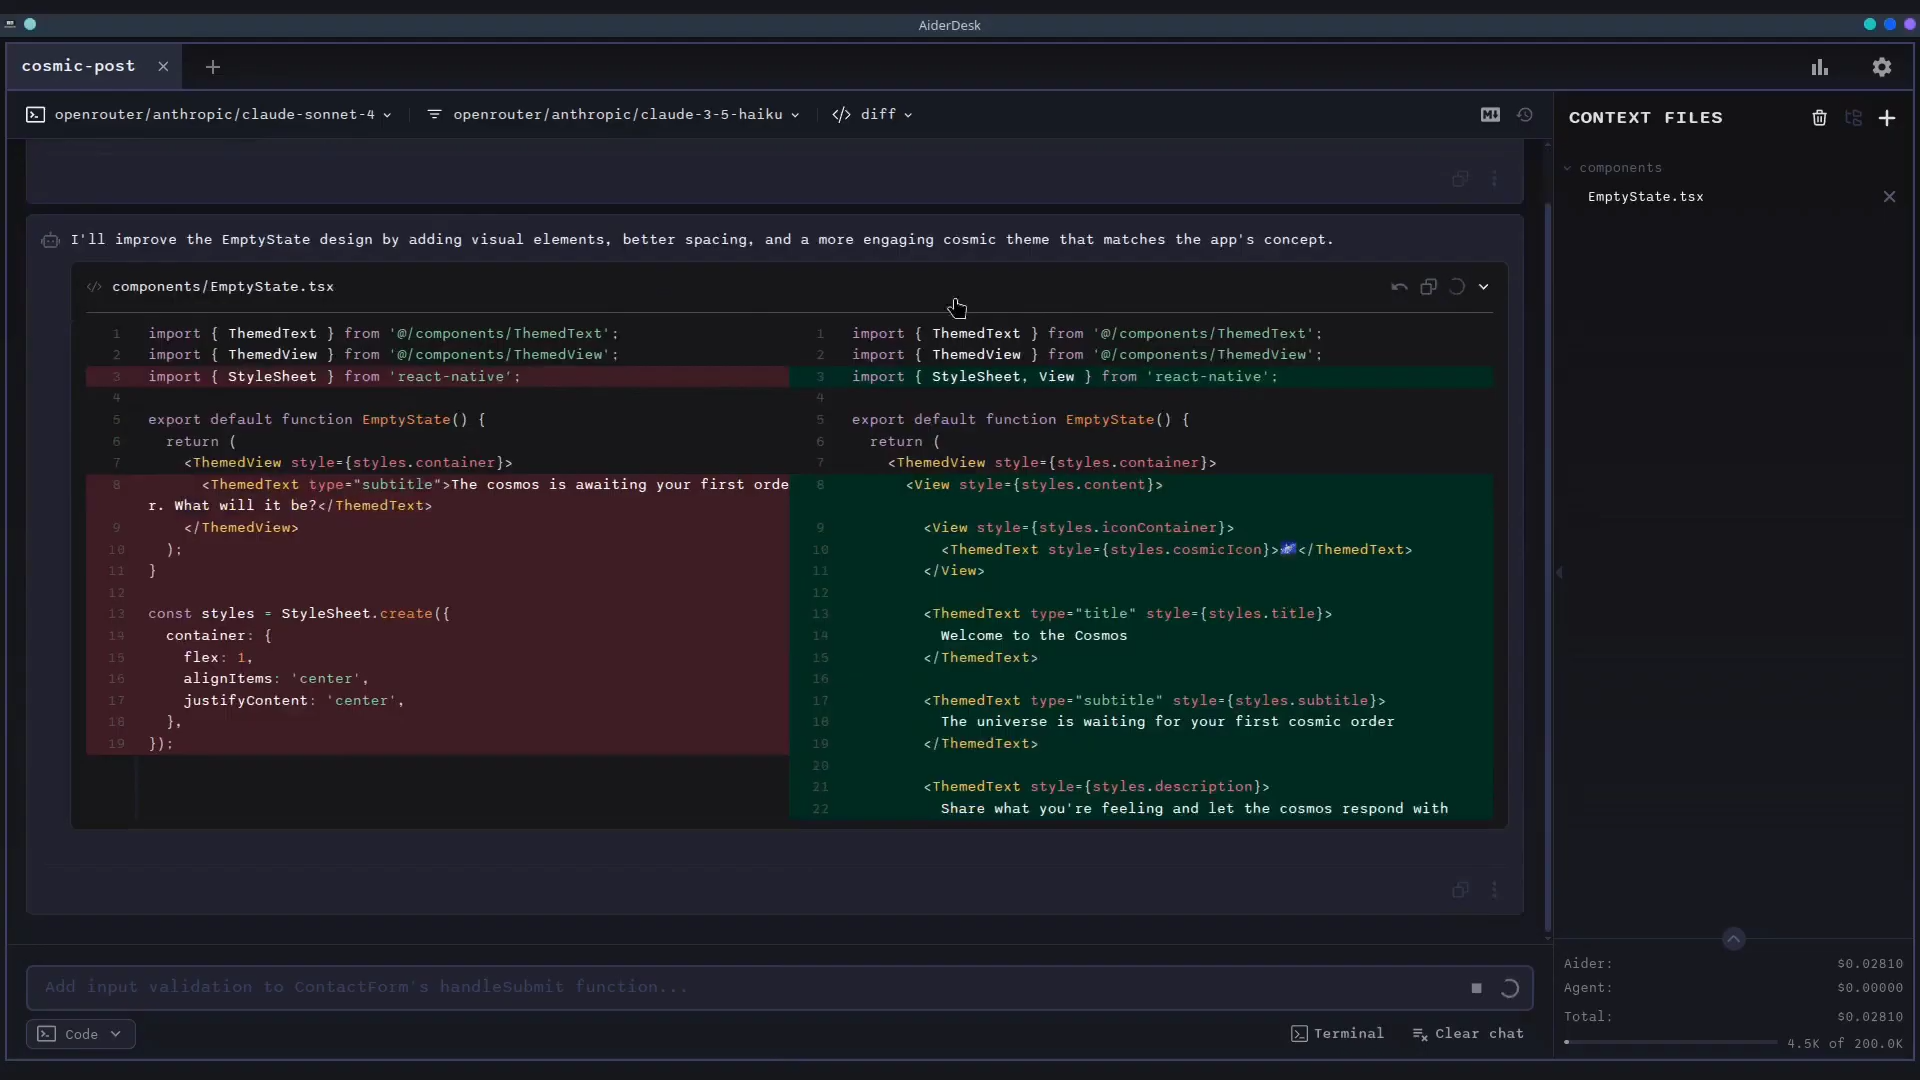 AiderDesk
cosmic-post
openrouter/anthropic/claude-sonnet-4
openrouter/anthropic/claude-3-5-haiku
</> diff
CONTEXT FILES
components
EmptyState.tsx
I'll improve the EmptyState design by adding visual elements, better spacing, and a more engaging cosmic theme that matches the app's concept.
</> components/EmptyState.tsx
1 import { ThemedText } from '@/components/ThemedText';
2 import { ThemedView } from '@/components/ThemedView';
3 import { StyleSheet } from 'react-native';
4
5 export default function EmptyState() {
6 return (
7 <ThemedView style={styles.container}>
8 <ThemedText type="subtitle">The cosmos is awaiting your first orde
r. What will it be?</ThemedText>
9 </ThemedView>
10 );
11 }
12
13 const styles = StyleSheet.create({
14 container: {
15 flex: 1,
16 alignItems: 'center',
17 justifyContent: 'center',
18 },
19 });
1 import { ThemedText } from '@/components/ThemedText';
2 import { ThemedView } from '@/components/ThemedView';
3 import { StyleSheet, View } from 'react-native';
4
5 export default function EmptyState() {
6 return (
7 <ThemedView style={styles.container}>
8 <View style={styles.content}>
9 <View style={styles.iconContainer}>
10 <ThemedText style={styles.cosmicIcon}>🌌</ThemedText>
11 </View>
12
13 <ThemedText type="title" style={styles.title}>
14 Welcome to the Cosmos
15 </ThemedText>
16
17 <ThemedText type="subtitle" style={styles.subtitle}>
18 The universe is waiting for your first cosmic order
19 </ThemedText>
20
21 <ThemedText style={styles.description}>
22 Share what you're feeling and let the cosmos respond with
Add input validation to ContactForm's handleSubmit function...
Code
Terminal
Clear chat
Aider: $0.02810
Agent: $0.00000
Total: $0.02810
4.5K of 200.0K